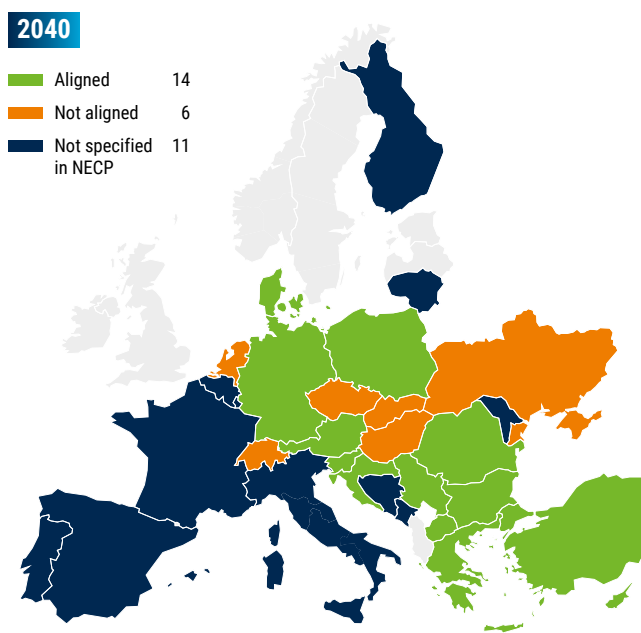 2040
Aligned 14
Not aligned 6
Not specified 11
in NECP